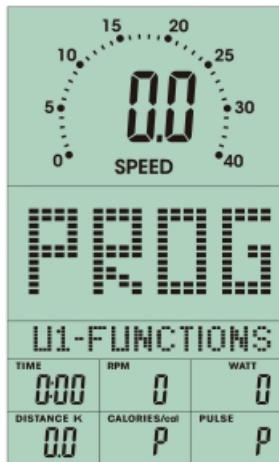 15 20
10 25
5 0.0 30
0 40
SPEED
PROG
U1-FUNCTIONS
TIME RPM WATT
0:00 0 0
DISTANCE K CALORIES/cal PULSE
0.0 P P